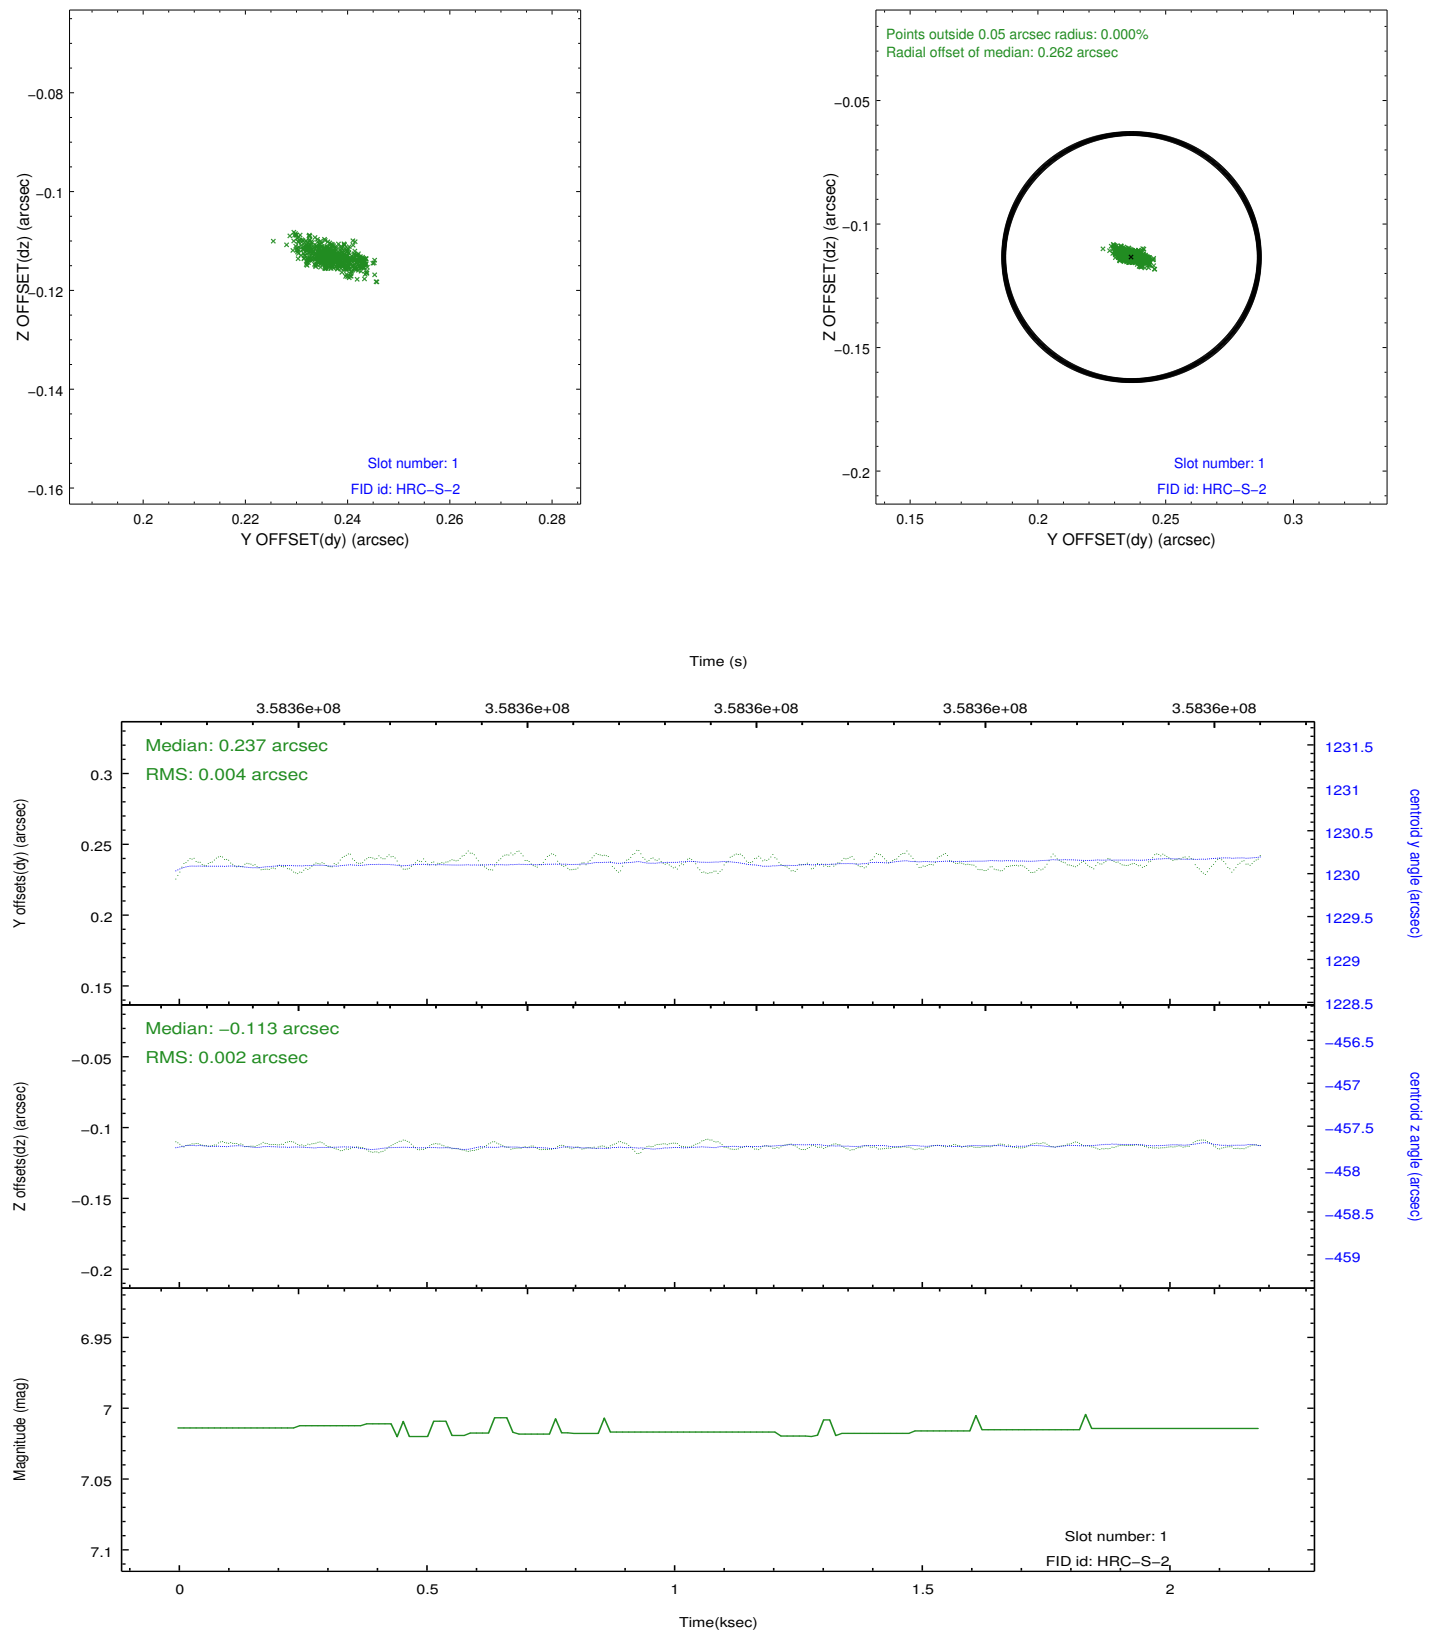 −0.08
−0.1
−0.12
−0.14
−0.16
Z OFFSET(dz) (arcsec)
Slot number: 1
FID id: HRC−S−2
0.2
0.22
0.24
0.26
0.28
Y OFFSET(dy) (arcsec)
Points outside 0.05 arcsec radius: 0.000%
Radial offset of median: 0.262 arcsec
−0.05
−0.1
−0.15
−0.2
Z OFFSET(dz) (arcsec)
Slot number: 1
FID id: HRC−S−2
0.15
0.2
0.25
0.3
Y OFFSET(dy) (arcsec)
Time (s)
3.5836e+08
3.5836e+08
3.5836e+08
3.5836e+08
3.5836e+08
Median: 0.237 arcsec
RMS: 0.004 arcsec
0.3
0.25
0.2
0.15
Y offsets(dy) (arcsec)
1231.5
1231
1230.5
1230
1229.5
1229
1228.5
centroid y angle (arcsec)
Median: −0.113 arcsec
RMS: 0.002 arcsec
−0.05
−0.1
−0.15
−0.2
Z offsets(dz) (arcsec)
−456.5
−457
−457.5
−458
−458.5
−459
centroid z angle (arcsec)
6.95
7
7.05
7.1
Magnitude (mag)
Slot number: 1
FID id: HRC−S−2
0
0.5
1
1.5
2
Time(ksec)